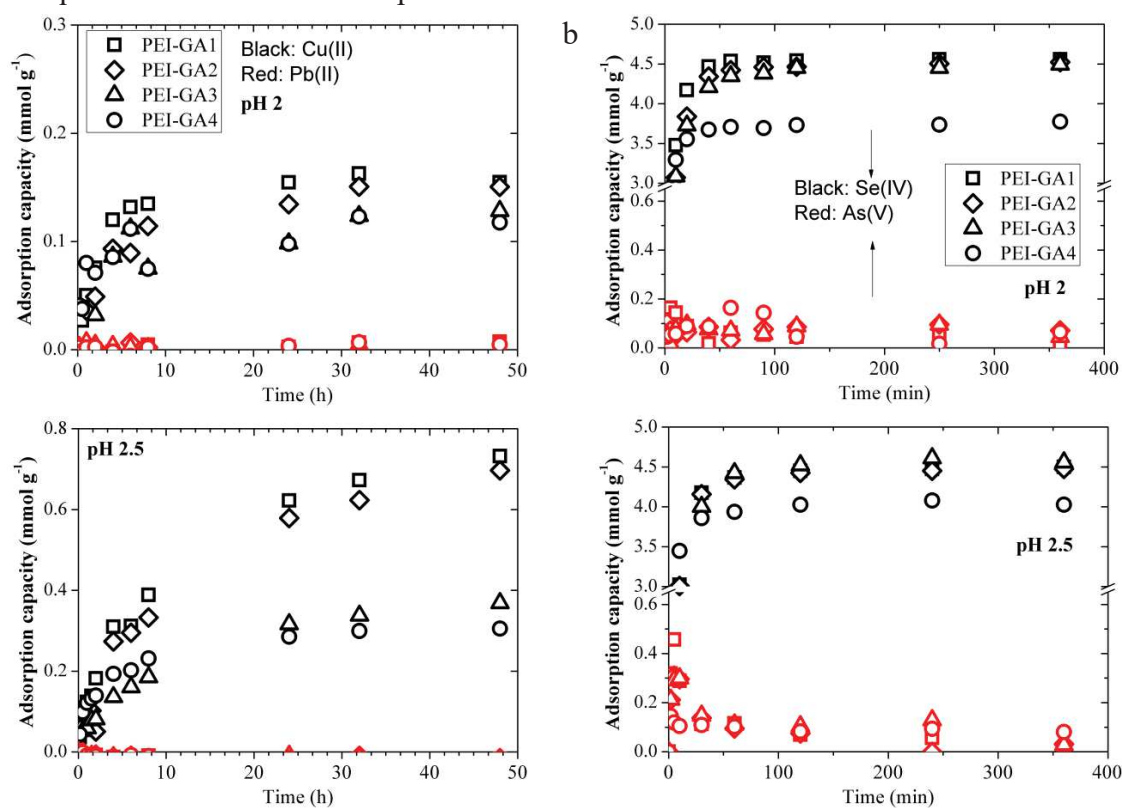 0.3
0.2
0.1
0.0
Adsorption capacity (mmol g-1)
PEI-GA1
PEI-GA2
PEI-GA3
PEI-GA4
Black: Cu(II)
Red: Pb(II)
pH 2
0 10 20 30 40 50
Time (h)
b
5.0
4.5
4.0
3.5
3.0
0.6
0.4
0.2
0.0
Adsorption capacity (mmol g-1)
Black: Se(IV)
Red: As(V)
PEI-GA1
PEI-GA2
PEI-GA3
PEI-GA4
pH 2
0 100 200 300 400
Time (min)
0.8
0.6
0.4
0.2
0.0
Adsorption capacity (mmol g-1)
pH 2.5
0 10 20 30 40 50
Time (h)
5.0
4.5
4.0
3.5
3.0
0.6
0.4
0.2
0.0
Adsorption capacity (mmol g-1)
pH 2.5
0 100 200 300 400
Time (min)